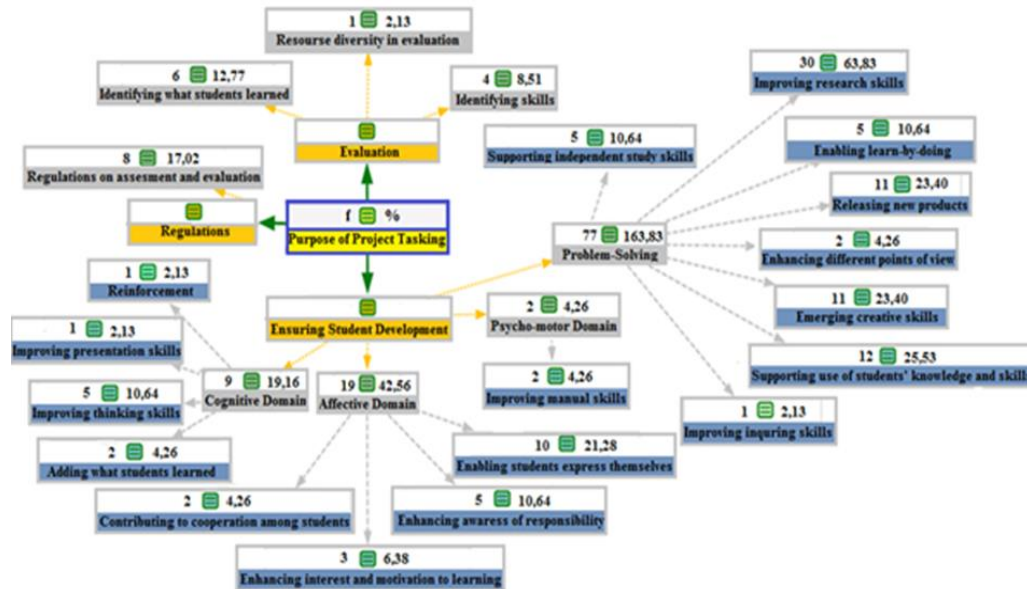 1 2,13
Resourse diversity in evaluation
6 12,77
Identifying what students learned
4 8,51
Identifying skills
30 63,83
Improving research skills
Evaluation
5 10,64
Supporting independent study skills
5 10,64
Enabling learn-by-doing
8 17,02
Regulations on assesment and evaluation
11 23,40
Releasing new products
Regulations
f %
Purpose of Project Tasking
77 163,83
Problem-Solving
2 4,26
Enhancing different points of view
1 2,13
Reinforcement
Ensuring Student Development
2 4,26
Psycho-motor Domain
11 23,40
Emerging creative skills
1 2,13
Improving presentation skills
12 25,53
Supporting use of students' knowledge and skill
9 19,16
Cognitive Domain
19 42,56
Affective Domain
2 4,26
Improving manual skills
5 10,64
Improving thinking skills
1 2,13
Improving inquring skills
2 4,26
Adding what students learned
10 21,28
Enabling students express themselves
2 4,26
Contributing to cooperation among students
5 10,64
Enhancing awaress of responsibility
3 6,38
Enhancing interest and motivation to learning